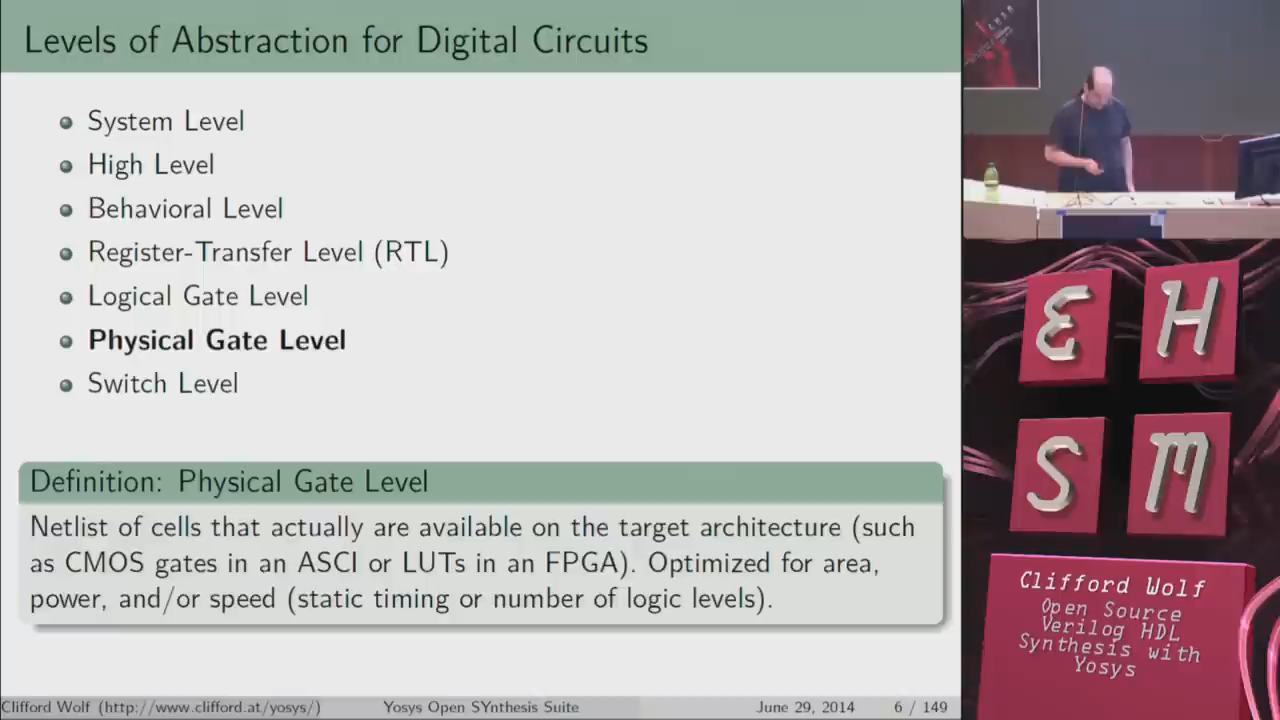 Levels of Abstraction for Digital Circuits
System Level
High Level
Behavioral Level
Register-Transfer Level (RTL)
Logical Gate Level
Physical Gate Level
Switch Level
Definition: Physical Gate Level
Netlist of cells that actually are available on the target architecture (such
as CMOS gates in an ASCI or LUTs in an FPGA). Optimized for area,
power, and/or speed (static timing or number of logic levels).
Clifford Wolf (http://www.clifford.at/yosys/)
Yosys Open SYnthesis Suite
June 29, 2014
6 / 149
E H
S M
Clifford Wolf
Open Source
Verilog HDL
Synthesis with
Yosys